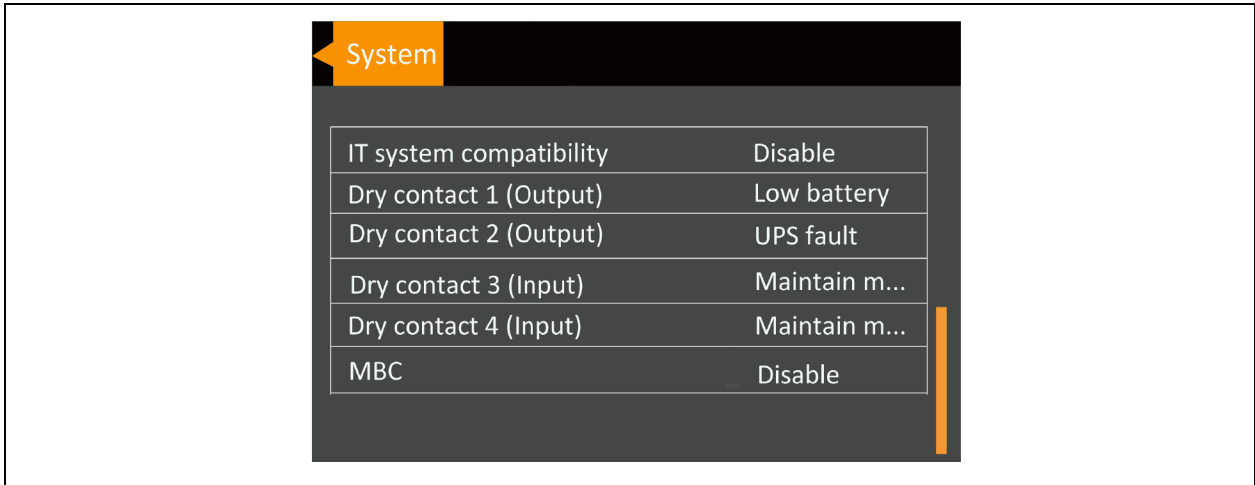 System
IT system compatibility Disable
Dry contact 1 (Output) Low battery
Dry contact 2 (Output) UPS fault
Dry contact 3 (Input) Maintain m...
Dry contact 4 (Input) Maintain m...
MBC Disable